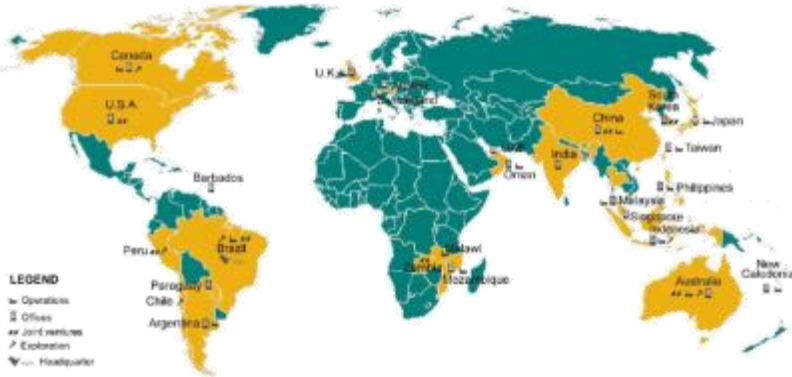 Canada
U.S.A.
Barbados
Peru
Brazil
Paraguay
Chile
Argentina
U.K.
Switzerland
Oman
Malawi
Zambia
Mozambique
India
China
South
Korea
Japan
Taiwan
Philippines
Malaysia
Singapore
Indonesia
Australia
New
Caledonia
LEGEND
Operations
Offices
Joint ventures
Exploration
Headquarter